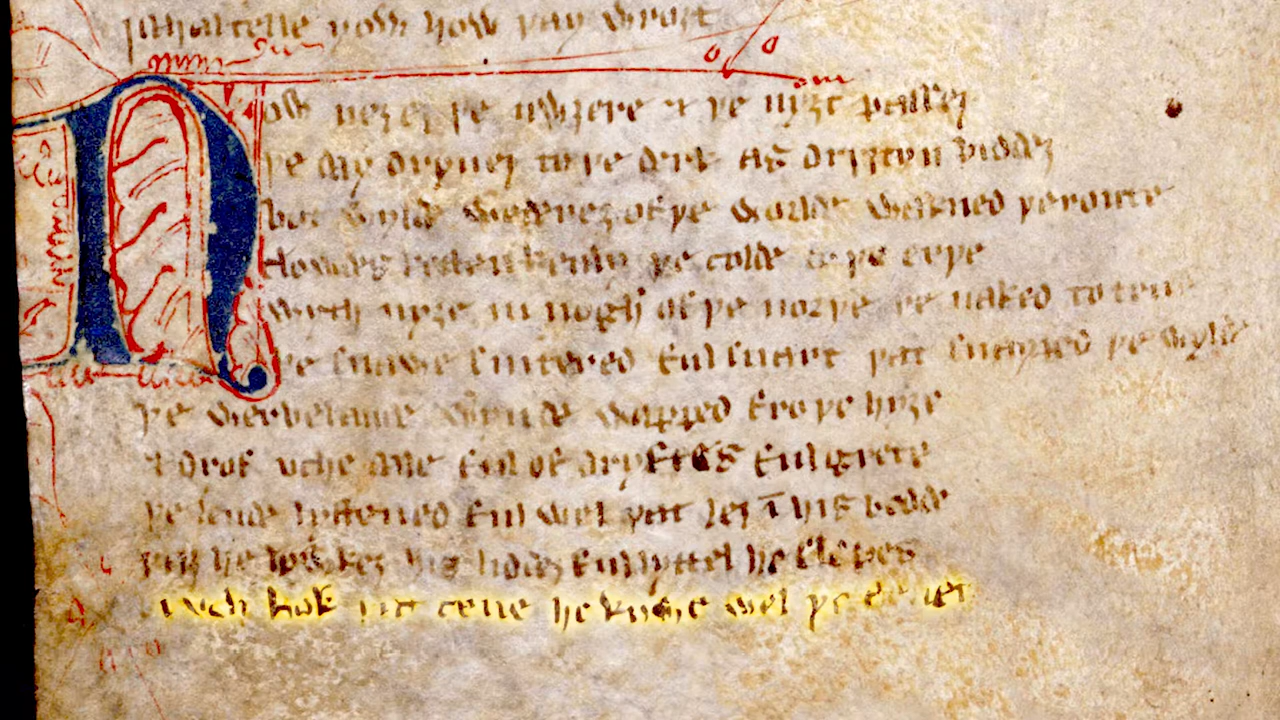 I schal telle yow how þay wroȝt
Now neȝez þe nwȝere & þe nyȝt passez
þe day dryuez to þe derk as dryȝtyn biddez
bot wylde wederez of þe worlde wakned þeroute
clowdes kesten kenly þe colde to þe erþe
wyth nyȝe innogh of þe norþe þe naked to tene
þe snawe snitered ful snart þat snayped þe wylde
þe werbelande wynde wapped fro þe hyȝe
& drof vche dale ful of dryftes ful grete
þe leude lystened ful wel þat leȝ ī his bedde
þaȝ he lowkez his liddez ful lyttel he slepes
vch kok þat crue he knwe wel þe steuen